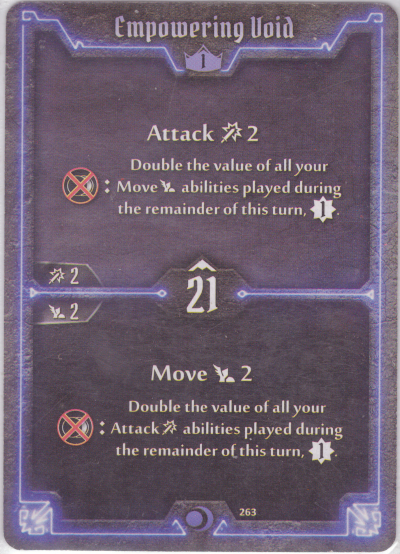 Empowering Void
1
Attack 2
Double the value of all your
: Move abilities played during
the remainder of this turn, 1.
2
21
2
Move 2
Double the value of all your
: Attack abilities played during
the remainder of this turn, 1.
263